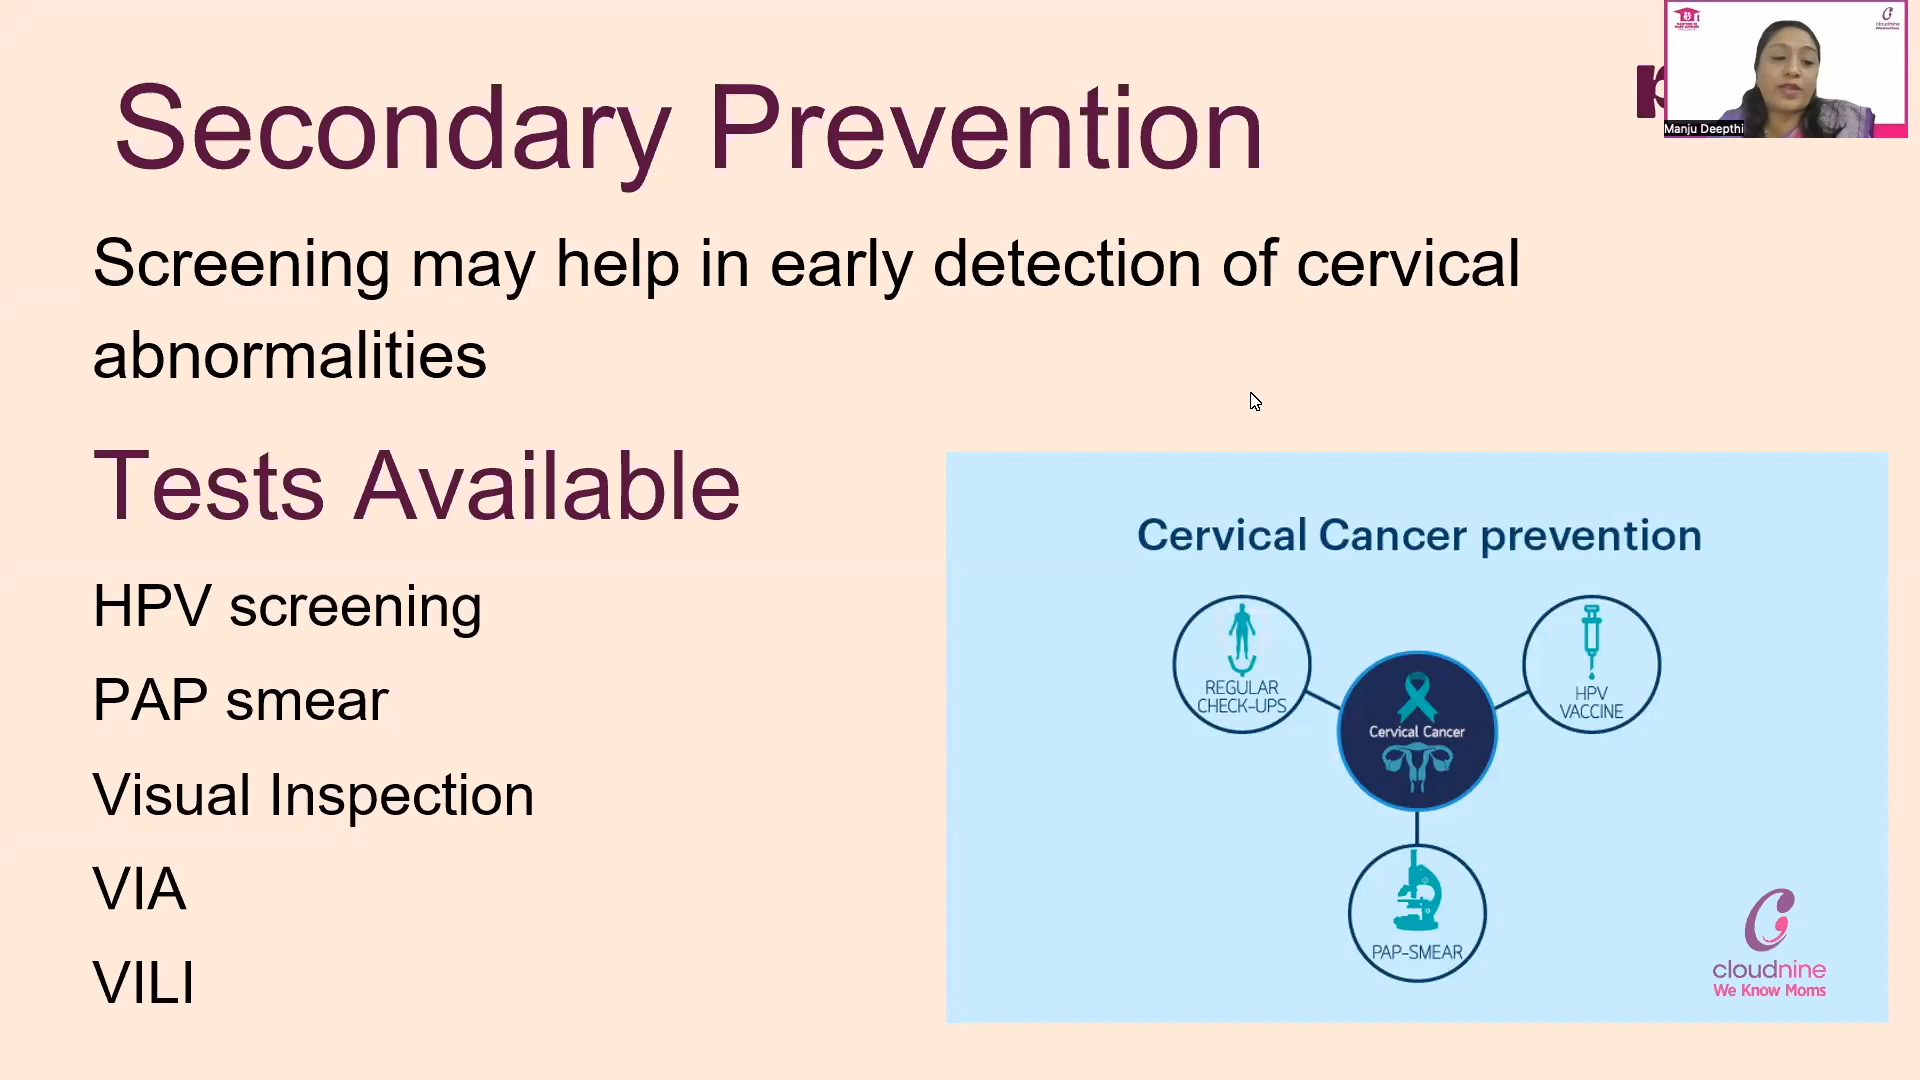 Secondary Prevention
Manju Deepthi
Screening may help in early detection of cervical
abnormalities
Tests Available
HPV screening
PAP smear
Visual Inspection
VIA
VILI
Cervical Cancer prevention
REGULAR
CHECK-UPS
HPV
VACCINE
Cervical Cancer
PAP-SMEAR
cloudnine
We Know Moms
cloudnine